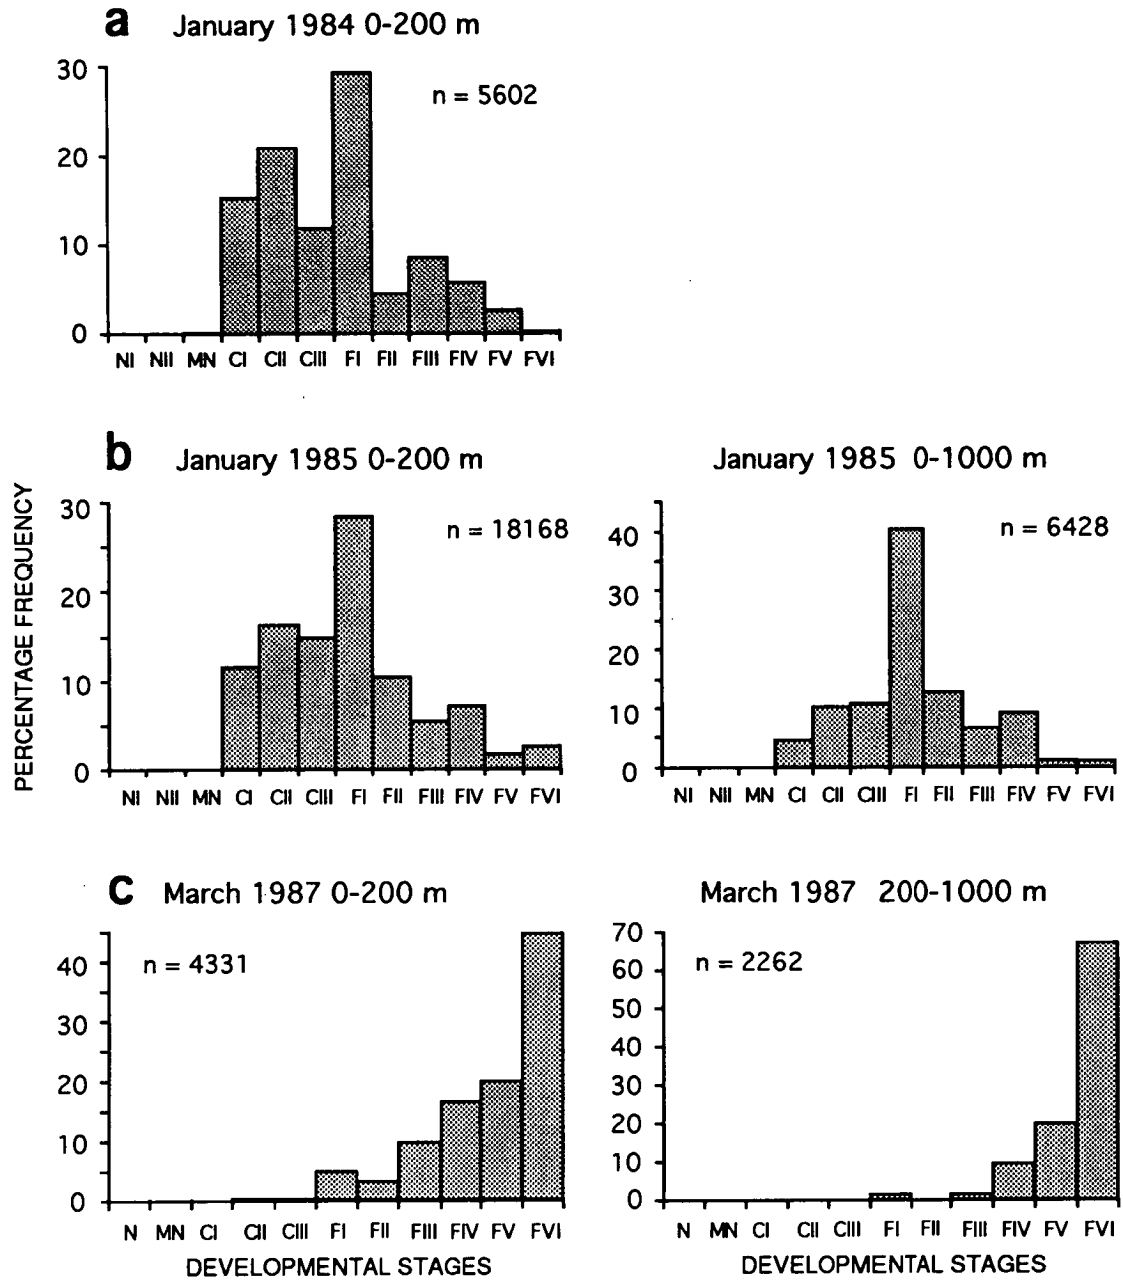 a January 1984 0-200 m
n = 5602
30
20
10
0
NI NII MN CI CII CIII FI FII FIII FIV FV FVI
b January 1985 0-200 m
n = 18168
30
20
10
0
NI NII MN CI CII CIII FI FII FIII FIV FV FVI
January 1985 0-1000 m
n = 6428
40
30
20
10
0
NI NII MN CI CII CIII FI FII FIII FIV FV FVI
PERCENTAGE FREQUENCY
c March 1987 0-200 m
n = 4331
40
30
20
10
0
N MN CI CII CIII FI FII FIII FIV FV FVI
DEVELOPMENTAL STAGES
March 1987 200-1000 m
n = 2262
70
60
50
40
30
20
10
0
N MN CI CII CIII FI FII FIII FIV FV FVI
DEVELOPMENTAL STAGES